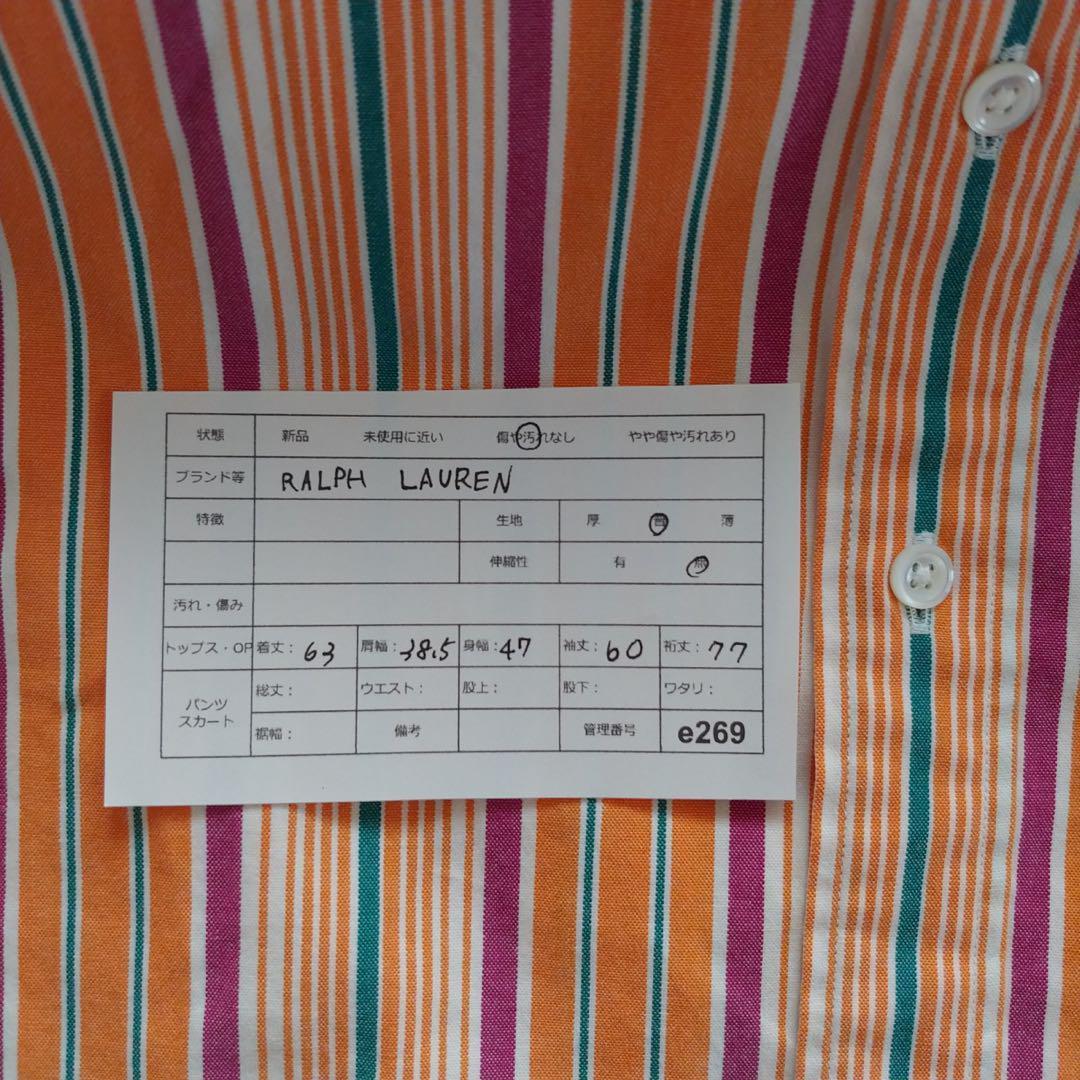 状態 新品 未使用に近い 傷や汚れなし やや傷や汚れあり
ブランド等 RALPH LAUREN
特徴 生地 厚 普 薄
伸縮性 有 無
汚れ・傷み
トップス・OP 着丈: 63 肩幅: 38.5 身幅: 47 袖丈: 60 裄丈: 77
パンツ スカート 総丈: ウエスト: 股上: 股下: ワタリ:
裾幅: 備考 管理番号 e269